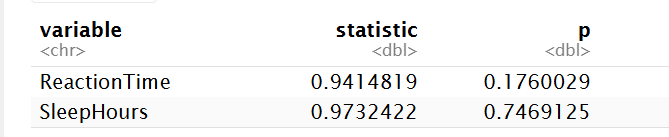 variable statistic p
<chr> <dbl> <dbl>
ReactionTime 0.9414819 0.1760029
SleepHours 0.9732422 0.7469125